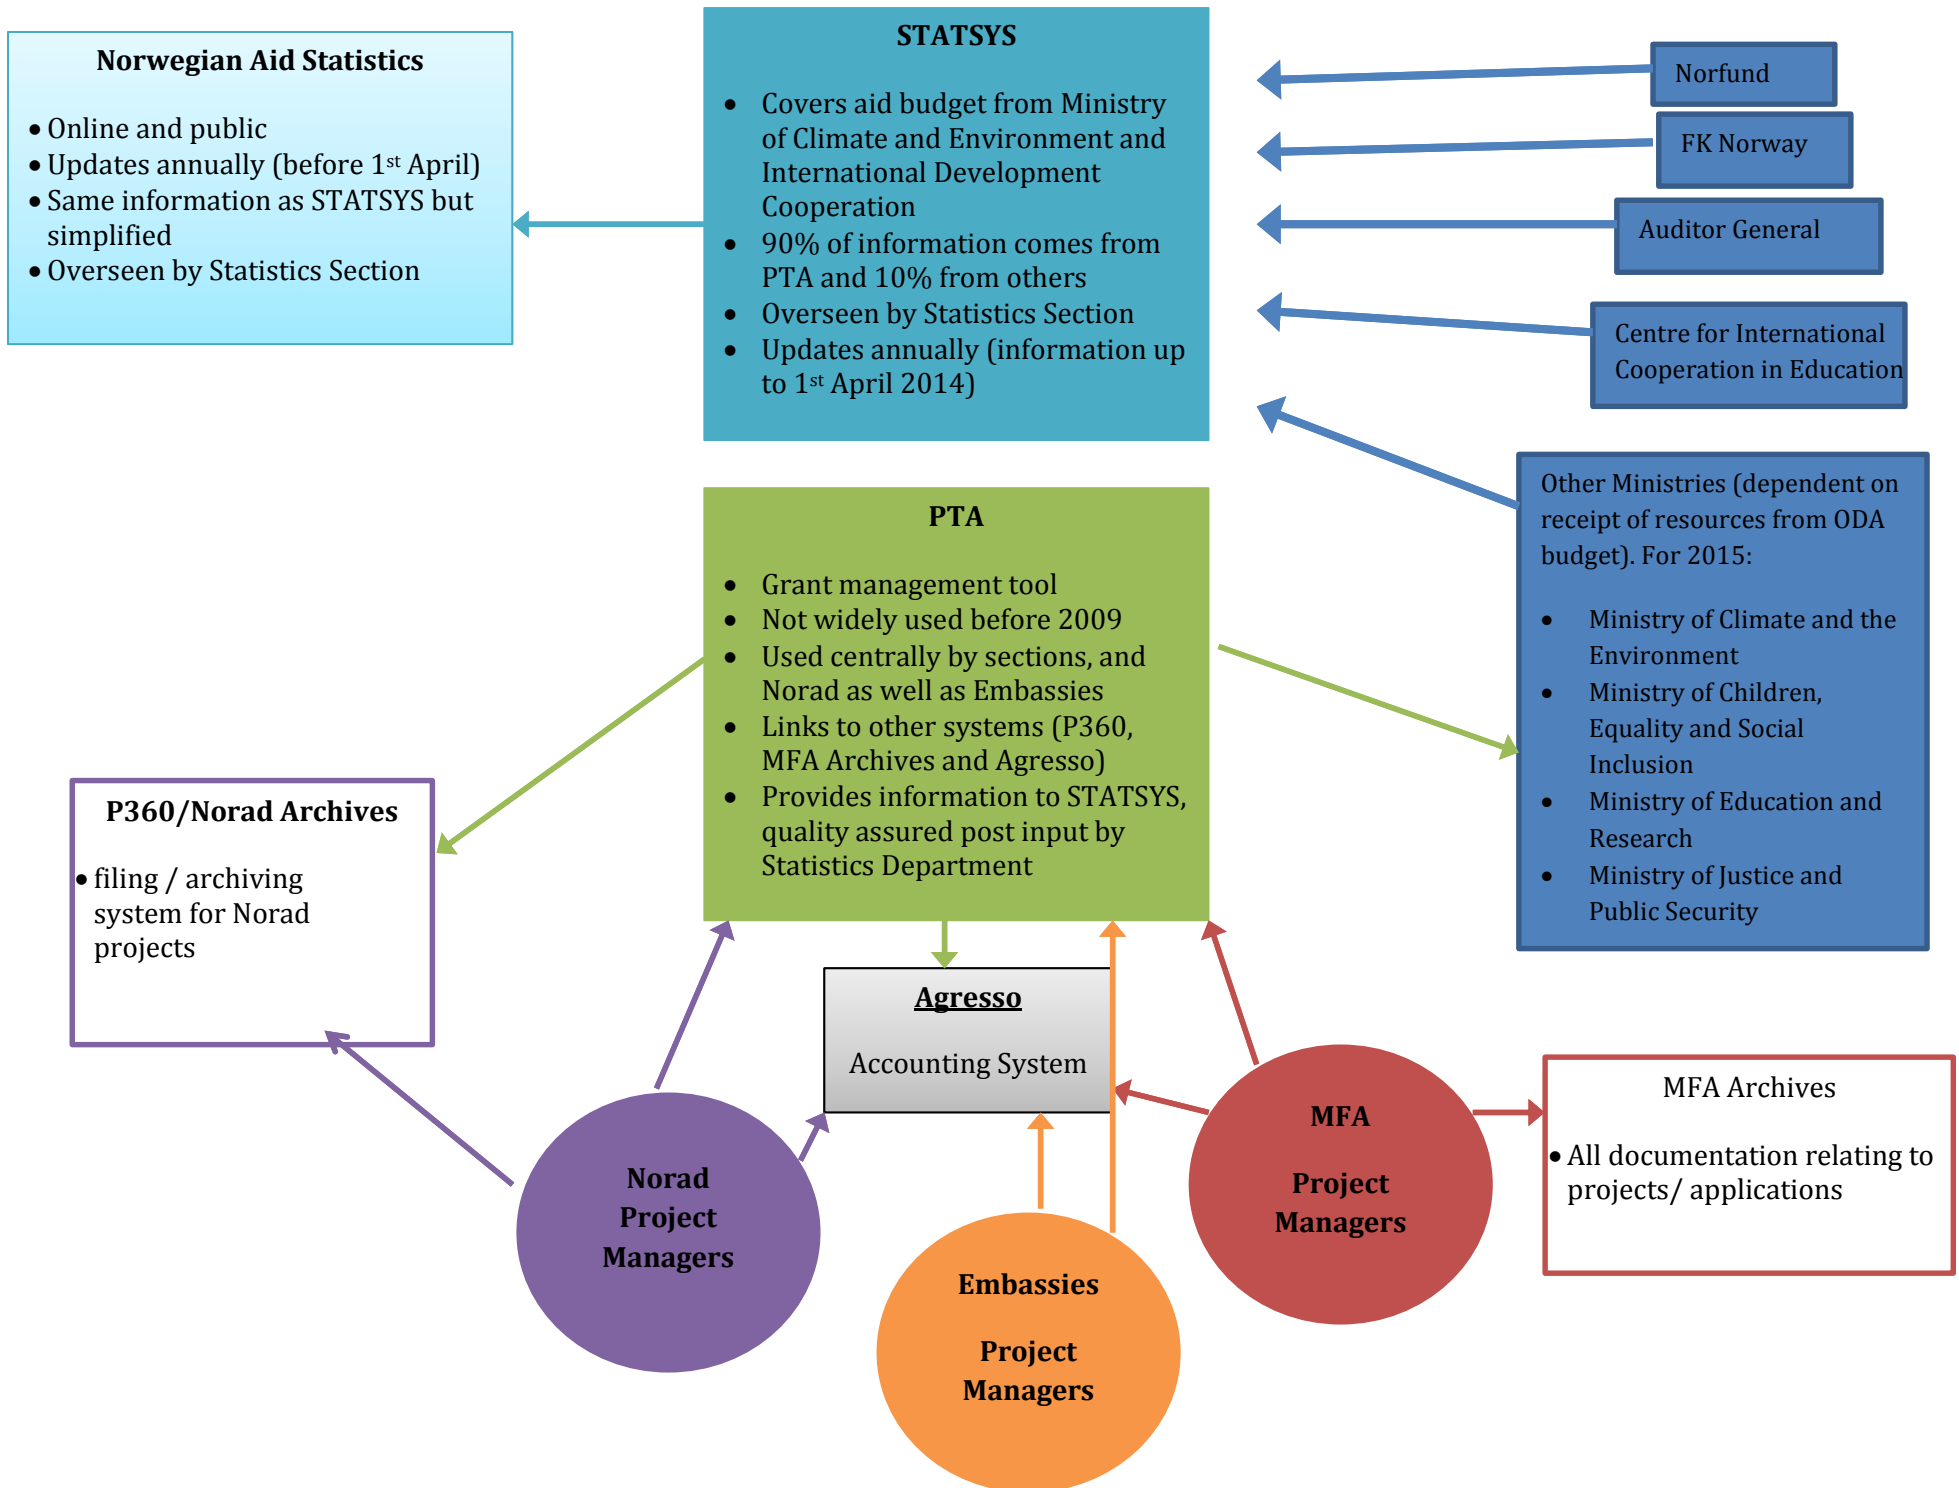 Norwegian Aid Statistics
• Online and public
• Updates annually (before 1st April)
• Same information as STATSYS but
simplified
• Overseen by Statistics Section
STATSYS
• Covers aid budget from Ministry
of Climate and Environment and
International Development
Cooperation
• 90% of information comes from
PTA and 10% from others
• Overseen by Statistics Section
• Updates annually (information up
to 1st April 2014)
Norfund
FK Norway
Auditor General
Centre for International
Cooperation in Education
Other Ministries (dependent on
receipt of resources from ODA
budget). For 2015:
• Ministry of Climate and the
Environment
• Ministry of Children,
Equality and Social
Inclusion
• Ministry of Education and
Research
• Ministry of Justice and
Public Security
PTA
• Grant management tool
• Not widely used before 2009
• Used centrally by sections, and
Norad as well as Embassies
• Links to other systems (P360,
MFA Archives and Agresso)
• Provides information to STATSYS,
quality assured post input by
Statistics Department
P360/Norad Archives
• filing / archiving
system for Norad
projects
Agresso
Accounting System
Norad
Project
Managers
Embassies
Project
Managers
MFA
Project
Managers
MFA Archives
• All documentation relating to
projects/ applications